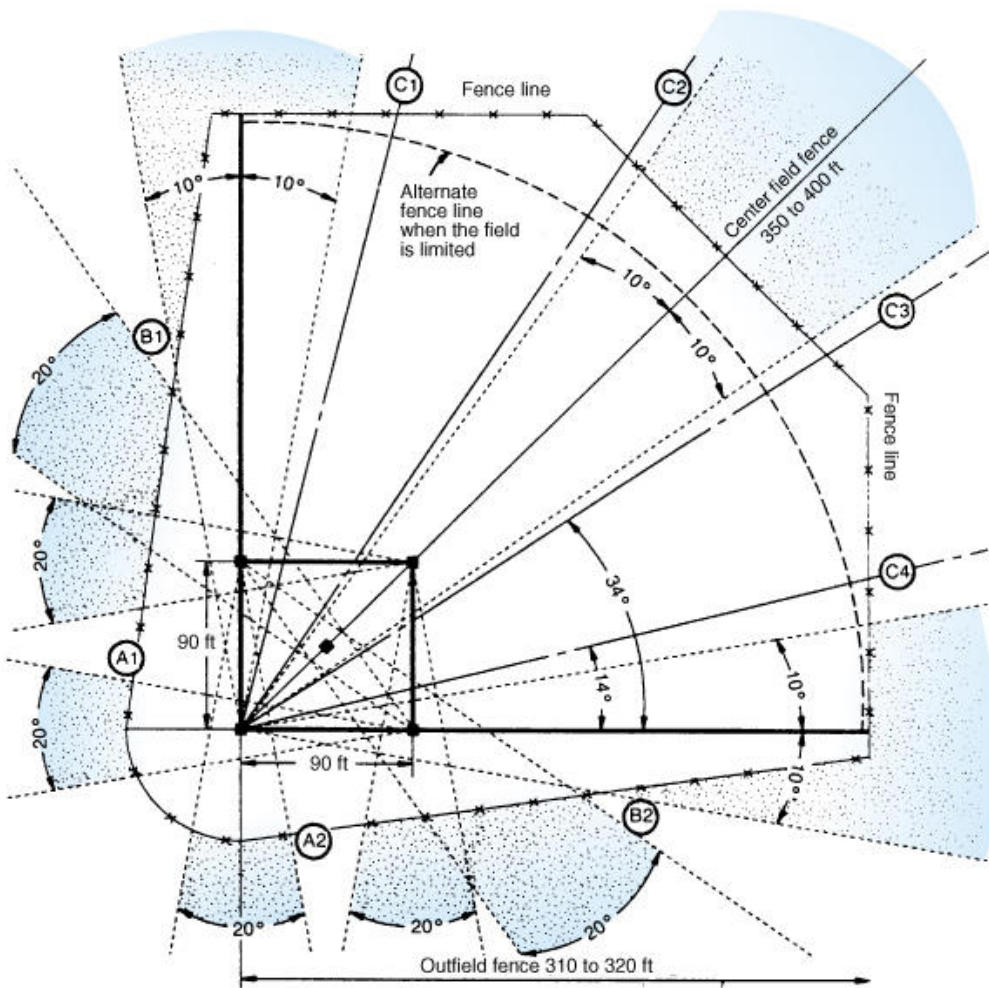 C1
C2
Fence line
Center field fence
350 to 400 ft
10°
10°
Alternate
fence line
when the field
is limited
10°
10°
C3
B1
20°
Fence line
20°
C4
34°
90 ft
14°
10°
A1
20°
90 ft
10°
B2
A2
20°
20°
20°
Outfield fence 310 to 320 ft